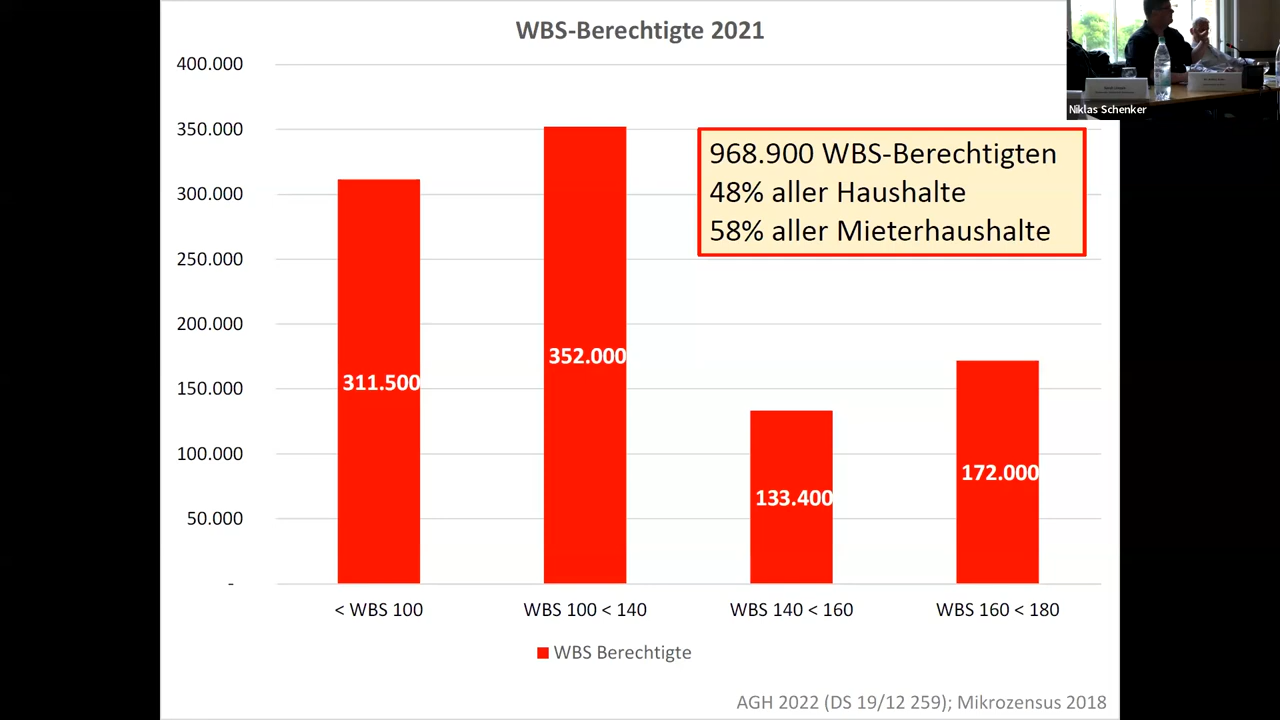 WBS-Berechtigte 2021
Niklas Schenker
400.000
350.000
300.000
250.000
200.000
150.000
100.000
50.000
-
968.900 WBS-Berechtigten
48% aller Haushalte
58% aller Mieterhaushalte
311.500
352.000
133.400
172.000
< WBS 100
WBS 100 < 140
WBS 140 < 160
WBS 160 < 180
WBS Berechtigte
AGH 2022 (DS 19/12 259); Mikrozensus 2018